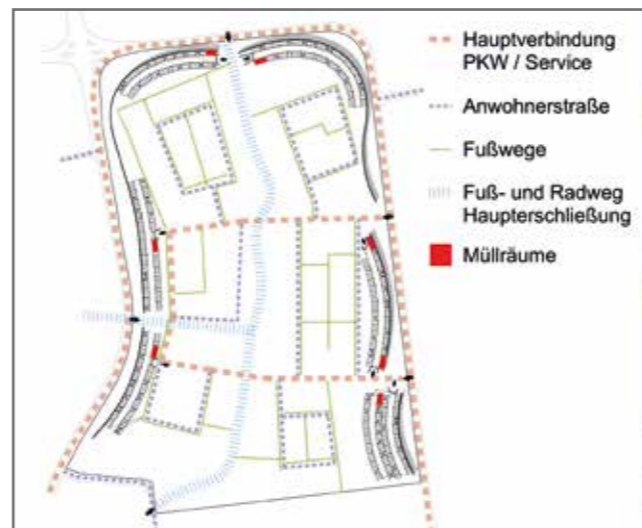 Hauptverbindung
PKW / Service
Anwohnerstraße
Fußwege
Fuß- und Radweg
Haupterschließung
Müllräume